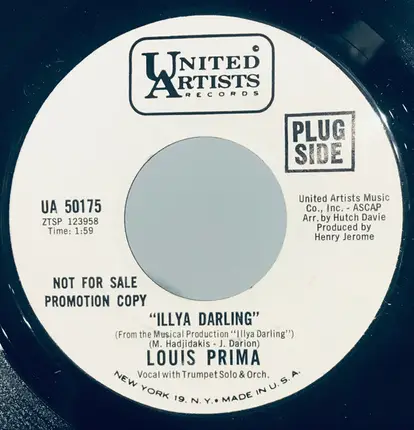 UNITED ARTISTS
RECORDS
PLUG
SIDE
UA 50175
ZTSP 123958
Time: 1:59
United Artists Music
Co., Inc. - ASCAP
Arr. by Hutch Davie
Produced by
Henry Jerome
NOT FOR SALE
PROMOTION COPY
"ILLYA DARLING"
(From the Musical Production "Illya Darling")
(M. Hadjidakis - J. Darion)
LOUIS PRIMA
Vocal with Trumpet Solo & Orch.
NEW YORK 19, N.Y. • MADE IN U.S.A.